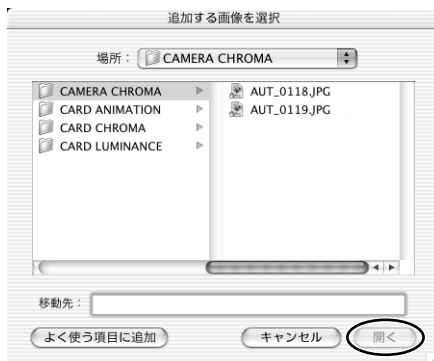 追加する画像を選択
場所： CAMERA CHROMA
CAMERA CHROMA
CARD ANIMATION
CARD CHROMA
CARD LUMINANCE
AUT_0118.JPG
AUT_0119.JPG
移動先：
よく使う項目に追加 キャンセル 開く